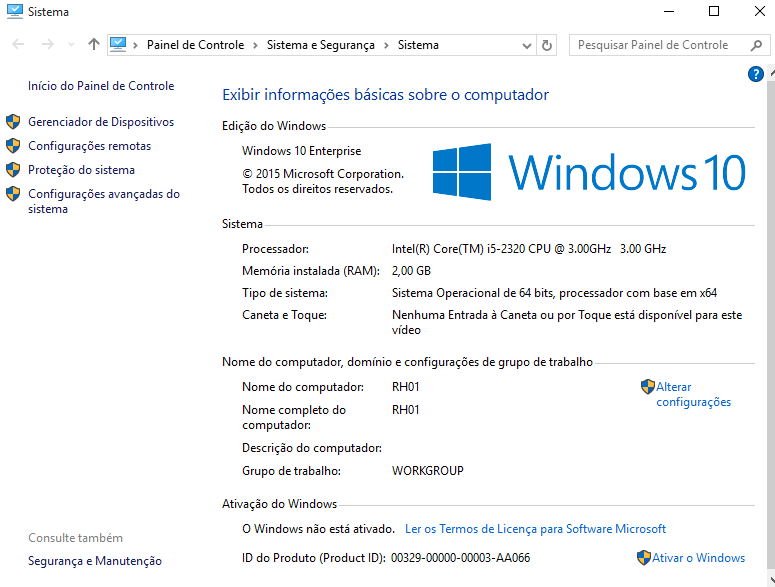 Sistema
Painel de Controle > Sistema e Segurança > Sistema
Pesquisar Painel de Controle
?
Início do Painel de Controle
Gerenciador de Dispositivos
Configurações remotas
Proteção do sistema
Configurações avançadas do
sistema
Consulte também
Segurança e Manutenção
Exibir informações básicas sobre o computador
Edição do Windows
Windows 10 Enterprise
© 2015 Microsoft Corporation.
Todos os direitos reservados.
Windows 10
Sistema
Processador: Intel(R) Core(TM) i5-2320 CPU @ 3.00GHz 3.00 GHz
Memória instalada (RAM): 2,00 GB
Tipo de sistema: Sistema Operacional de 64 bits, processador com base em x64
Caneta e Toque: Nenhuma Entrada à Caneta ou por Toque está disponível para este
vídeo
Nome do computador, domínio e configurações de grupo de trabalho
Nome do computador: RH01
Alterar
configurações
Nome completo do
computador: RH01
Descrição do computador:
Grupo de trabalho: WORKGROUP
Ativação do Windows
O Windows não está ativado. Ler os Termos de Licença para Software Microsoft
ID do Produto (Product ID): 00329-00000-00003-AA066
Ativar o Windows